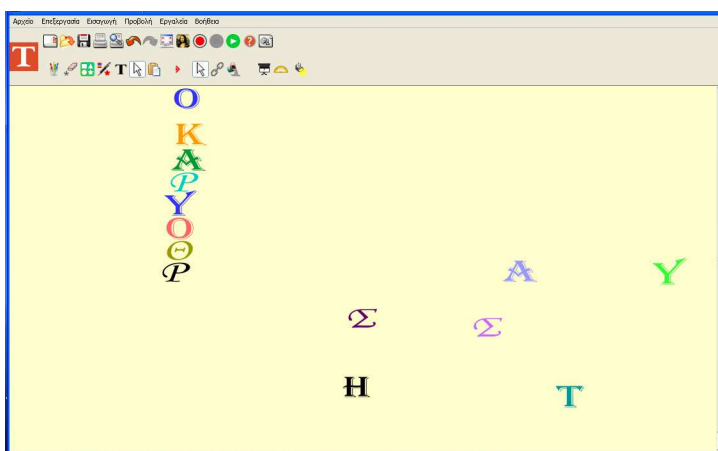 Αρχείο Επεξεργασία Εισαγωγή Προβολή Εργαλεία Βοήθεια
T
T
Ο
Κ
Α
Ρ
Υ
Ο
Θ
Ρ
Α Υ
Σ Σ
Η Τ